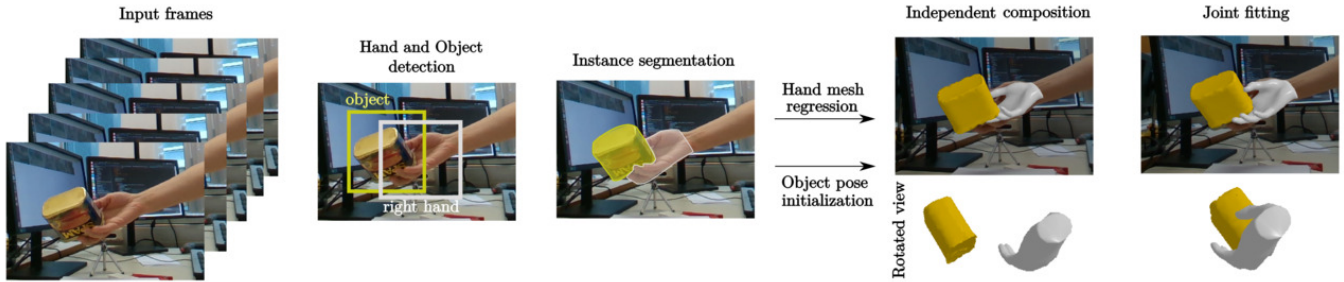 Input frames
Hand and Object
detection
object
right hand
Instance segmentation
Hand mesh
regression
Object pose
initialization
Independent composition
Rotated view
Joint fitting